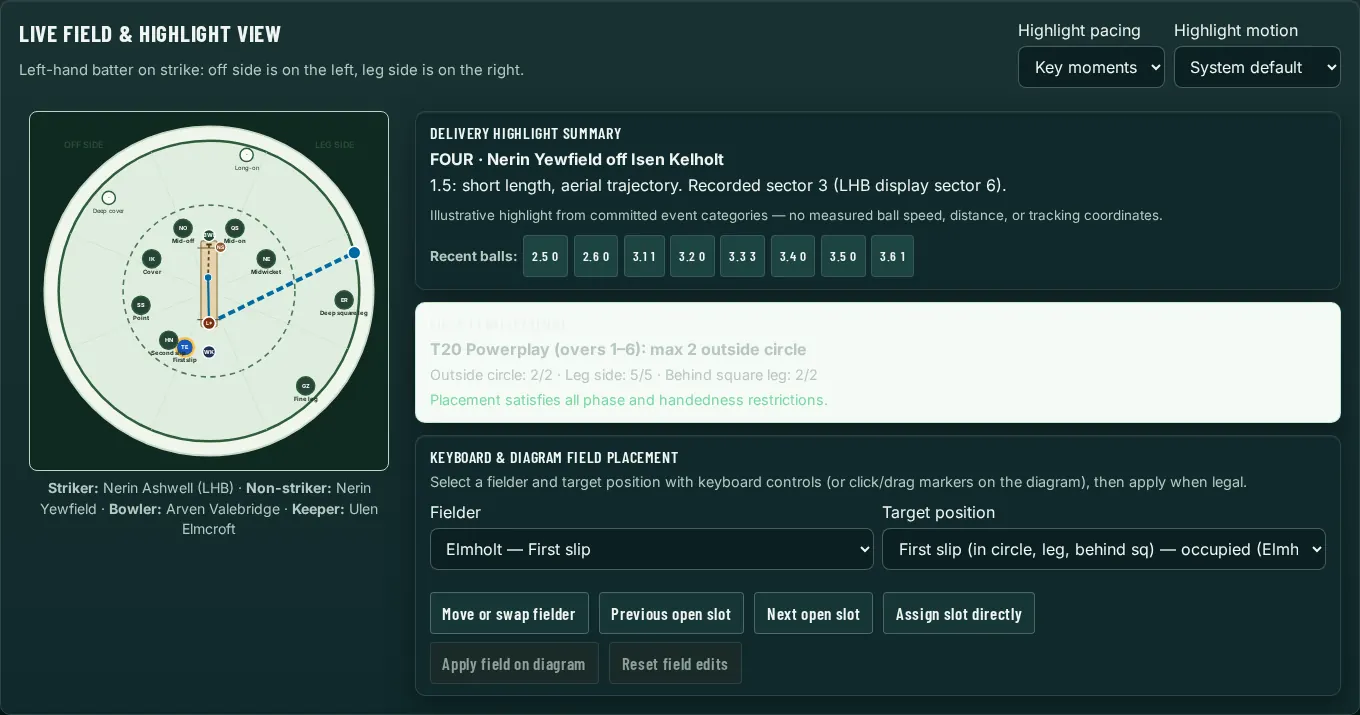 LIVE FIELD & HIGHLIGHT VIEW
Left-hand batter on strike: off side is on the left, leg side is on the right.
Highlight pacing
Key moments
Highlight motion
System default
OFF SIDE
LEG SIDE
Long-on
Deep cover
NO
Mid-off
QS
Mid-on
NS
IK
Cover
NE
Midwicket
SS
Point
ER
Deep square leg
HN
Second
TE
First slip
WK
GZ
Fine leg
Striker: Nerin Ashwell (LHB) · Non-striker: Nerin
Yewfield · Bowler: Arven Valebridge · Keeper: Ulen
Elmcroft
DELIVERY HIGHLIGHT SUMMARY
FOUR · Nerin Yewfield off Isen Kelholt
1.5: short length, aerial trajectory. Recorded sector 3 (LHB display sector 6).
Illustrative highlight from committed event categories — no measured ball speed, distance, or tracking coordinates.
Recent balls: 2.5 0 2.6 0 3.1 1 3.2 0 3.3 3 3.4 0 3.5 0 3.6 1
T20 Powerplay (overs 1–6): max 2 outside circle
Outside circle: 2/2 · Leg side: 5/5 · Behind square leg: 2/2
Placement satisfies all phase and handedness restrictions.
KEYBOARD & DIAGRAM FIELD PLACEMENT
Select a fielder and target position with keyboard controls (or click/drag markers on the diagram), then apply when legal.
Fielder
Elmholt — First slip
Target position
First slip (in circle, leg, behind sq) — occupied (Elmh
Move or swap fielder
Previous open slot
Next open slot
Assign slot directly
Apply field on diagram
Reset field edits